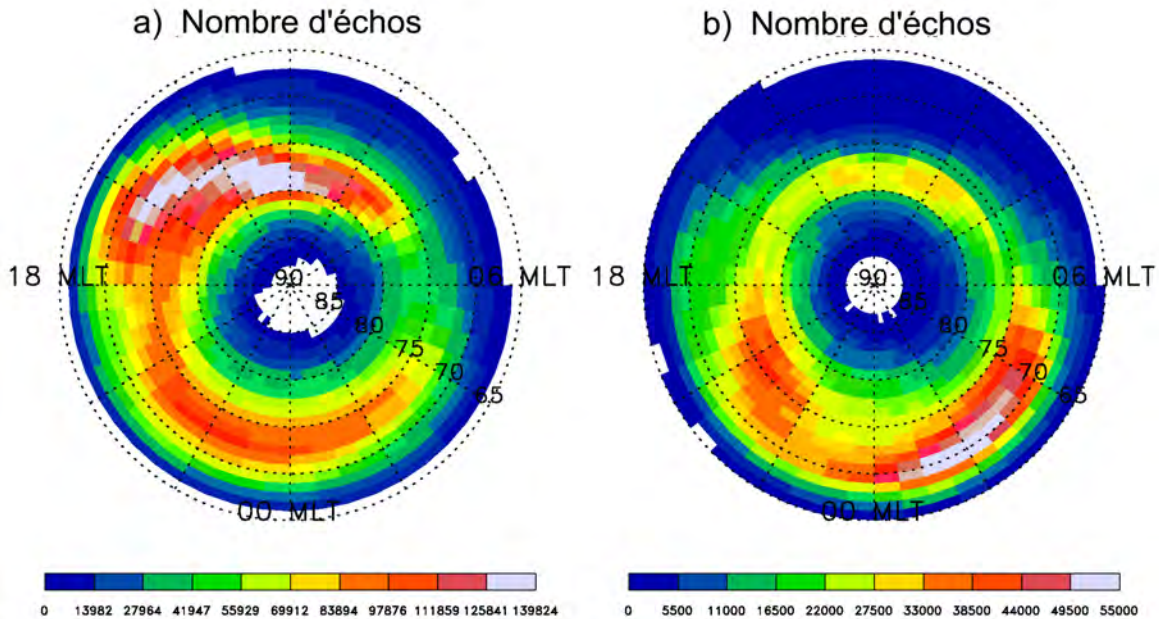 a) Nombre d'échos
b) Nombre d'échos
18 MLT
90
06 MLT
85
80
75
70
65
00 MLT
18 MLT
90
06 MLT
85
80
75
70
65
00 MLT
0 13982 27964 41947 55929 69912 83894 97876 111859 125841 139824
0 5500 11000 16500 22000 27500 33000 38500 44000 49500 55000